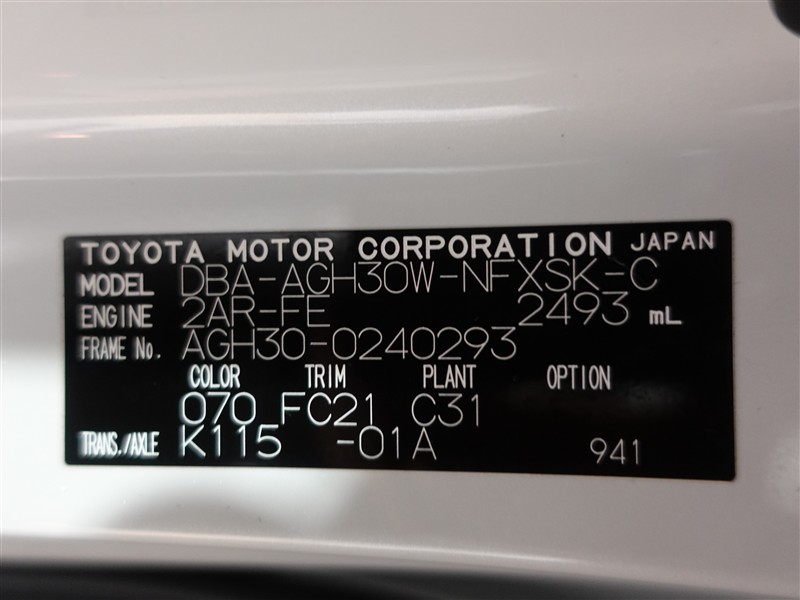 TOYOTA MOTOR CORPORATION JAPAN
MODEL DBA-AGH30W-NFXSK-C
ENGINE 2AR-FE 2493 mL
FRAME No. AGH30-0240293
COLOR TRIM PLANT OPTION
070 FC21 C31
TRANS./AXLE K115 -01A 941